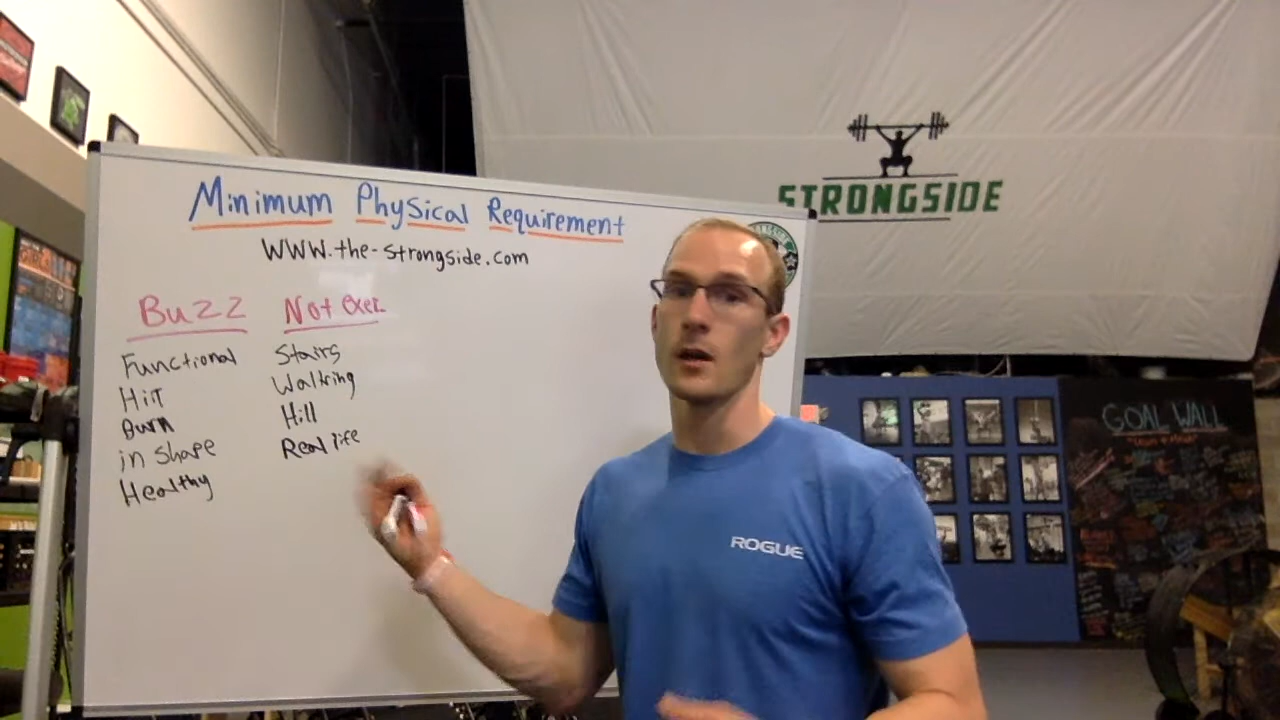 STRONGSIDE
Minimum Physical Requirement
www.the-strongside.com
Buzz
Functional
HiT
Burn
in shape
Healthy
Not Exer.
Stairs
Walking
Hill
Real life
ROGUE
GOAL WALL